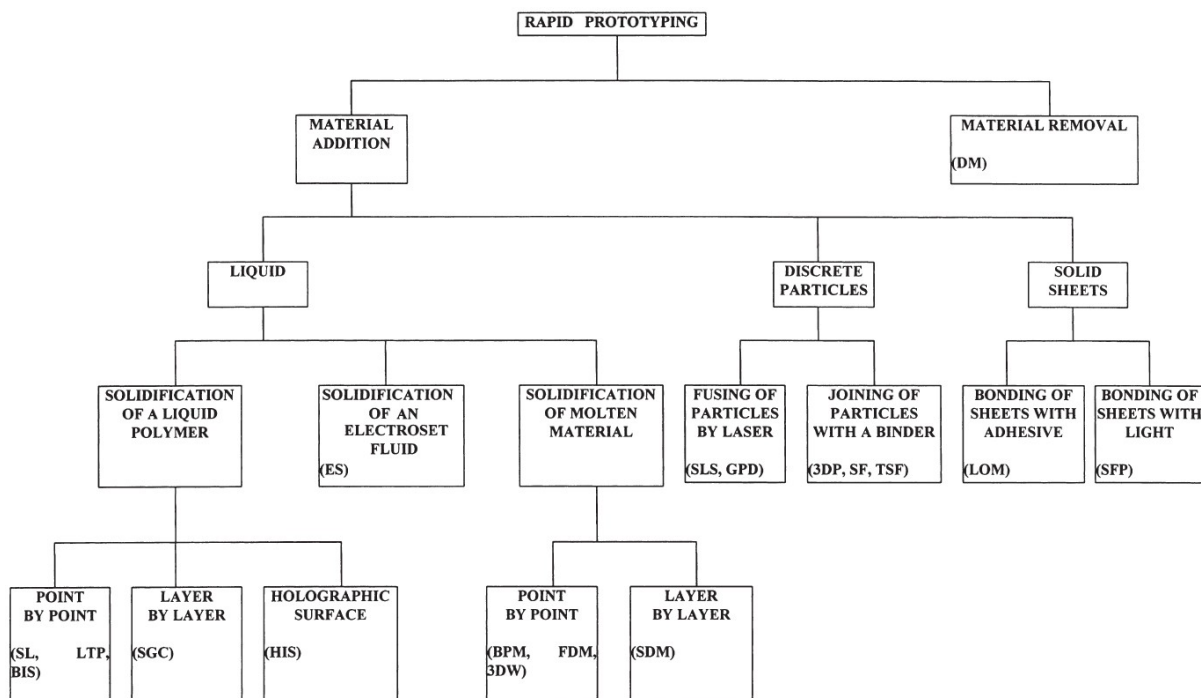 RAPID PROTOTYPING
MATERIAL
ADDITION
MATERIAL REMOVAL
(DM)
LIQUID
DISCRETE
PARTICLES
SOLID
SHEETS
SOLIDIFICATION
OF A LIQUID
POLYMER
SOLIDIFICATION
OF AN
ELECTROSET
FLUID
(ES)
SOLIDIFICATION
OF MOLTEN
MATERIAL
FUSING OF
PARTICLES
BY LASER
(SLS, GPD)
JOINING OF
PARTICLES
WITH A BINDER
(3DP, SF, TSF)
BONDING OF
SHEETS WITH
ADHESIVE
(LOM)
BONDING OF
SHEETS WITH
LIGHT
(SFP)
POINT
BY POINT
(SL, LTP,
BIS)
LAYER
BY LAYER
(SGC)
HOLOGRAPHIC
SURFACE
(HIS)
POINT
BY POINT
(BPM, FDM,
3DW)
LAYER
BY LAYER
(SDM)